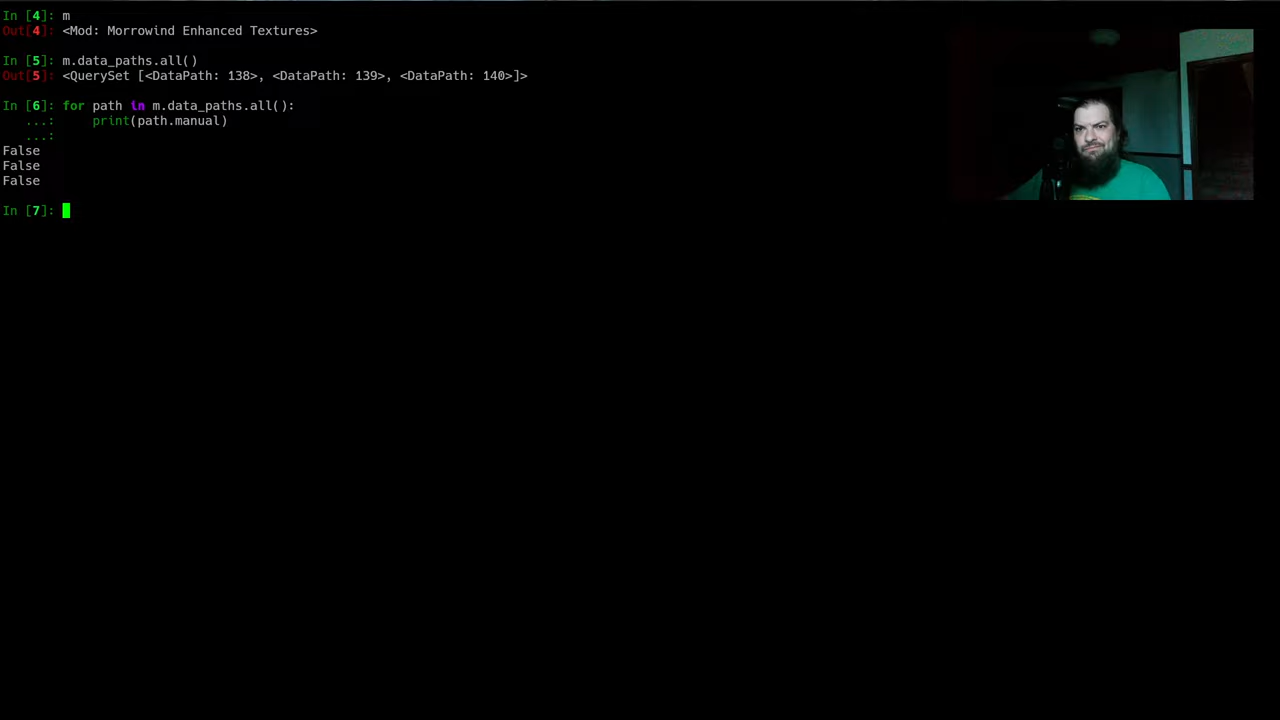 In [4]: m
Out[4]: <Mod: Morrowind Enhanced Textures>
In [5]: m.data_paths.all()
Out[5]: <QuerySet [<DataPath: 138>, <DataPath: 139>, <DataPath: 140>]>
In [6]: for path in m.data_paths.all():
   ...:     print(path.manual)
   ...:
False
False
False
In [7]: